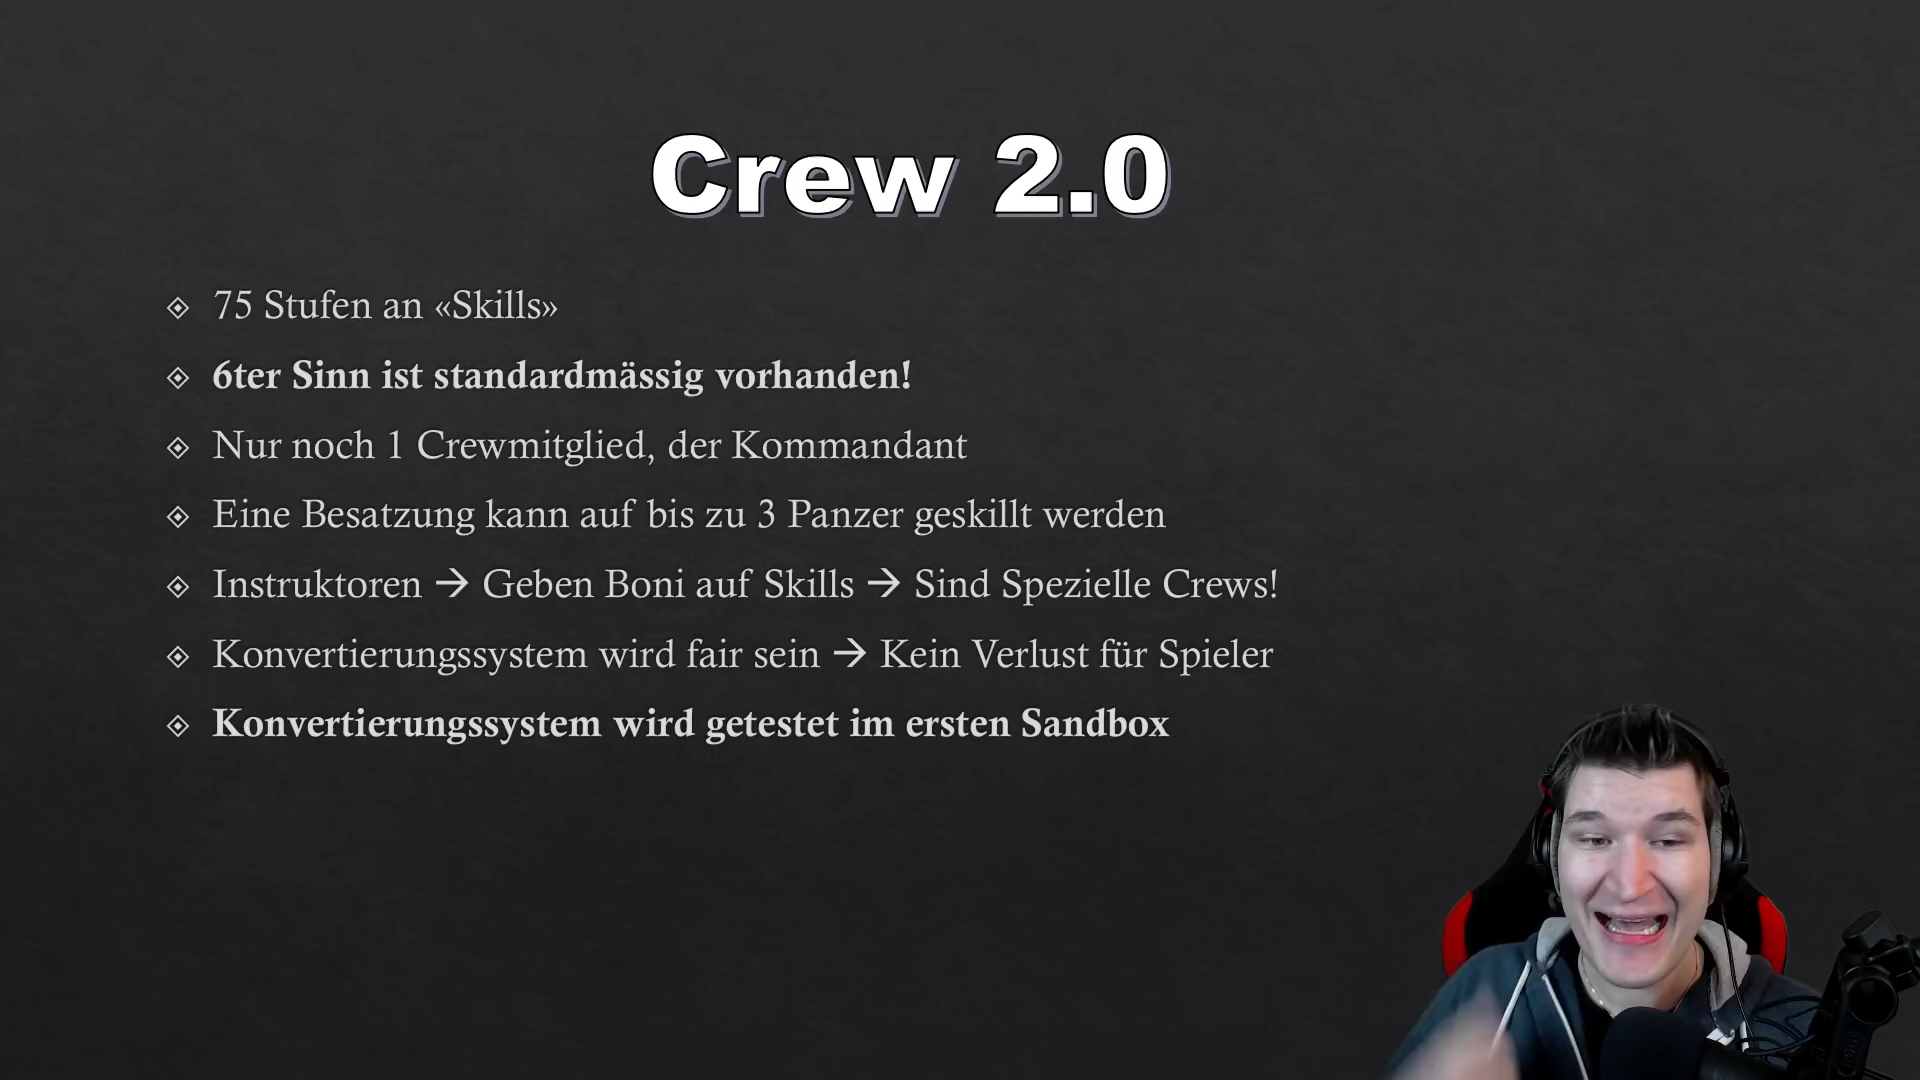 Crew 2.0
75 Stufen an «Skills»
6ter Sinn ist standardmässig vorhanden!
Nur noch 1 Crewmitglied, der Kommandant
Eine Besatzung kann auf bis zu 3 Panzer geskillt werden
Instruktoren → Geben Boni auf Skills → Sind Spezielle Crews!
Konvertierungssystem wird fair sein → Kein Verlust für Spieler
Konvertierungssystem wird getestet im ersten Sandbox